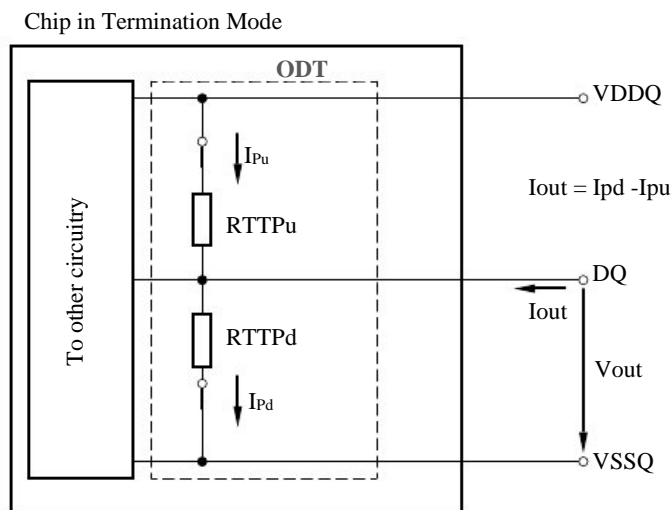 Chip in Termination Mode
ODT
VDDQ
IPu
Iout = Ipd -Ipu
RTTPu
To other circuitry
DQ
Iout
RTTPd
Vout
IPd
VSSQ